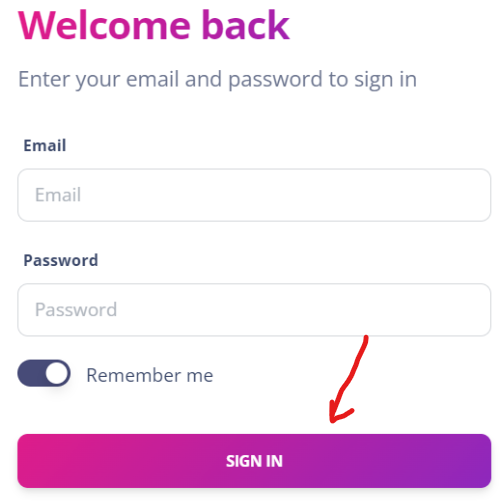 Welcome back
Enter your email and password to sign in
Email
Email
Password
Password
Remember me
SIGN IN